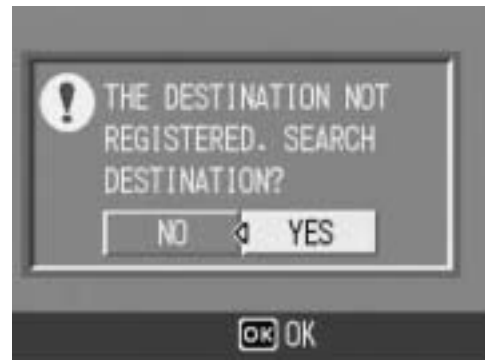 THE DESTINATION NOT
REGISTERED. SEARCH
DESTINATION?
NO YES
OK OK